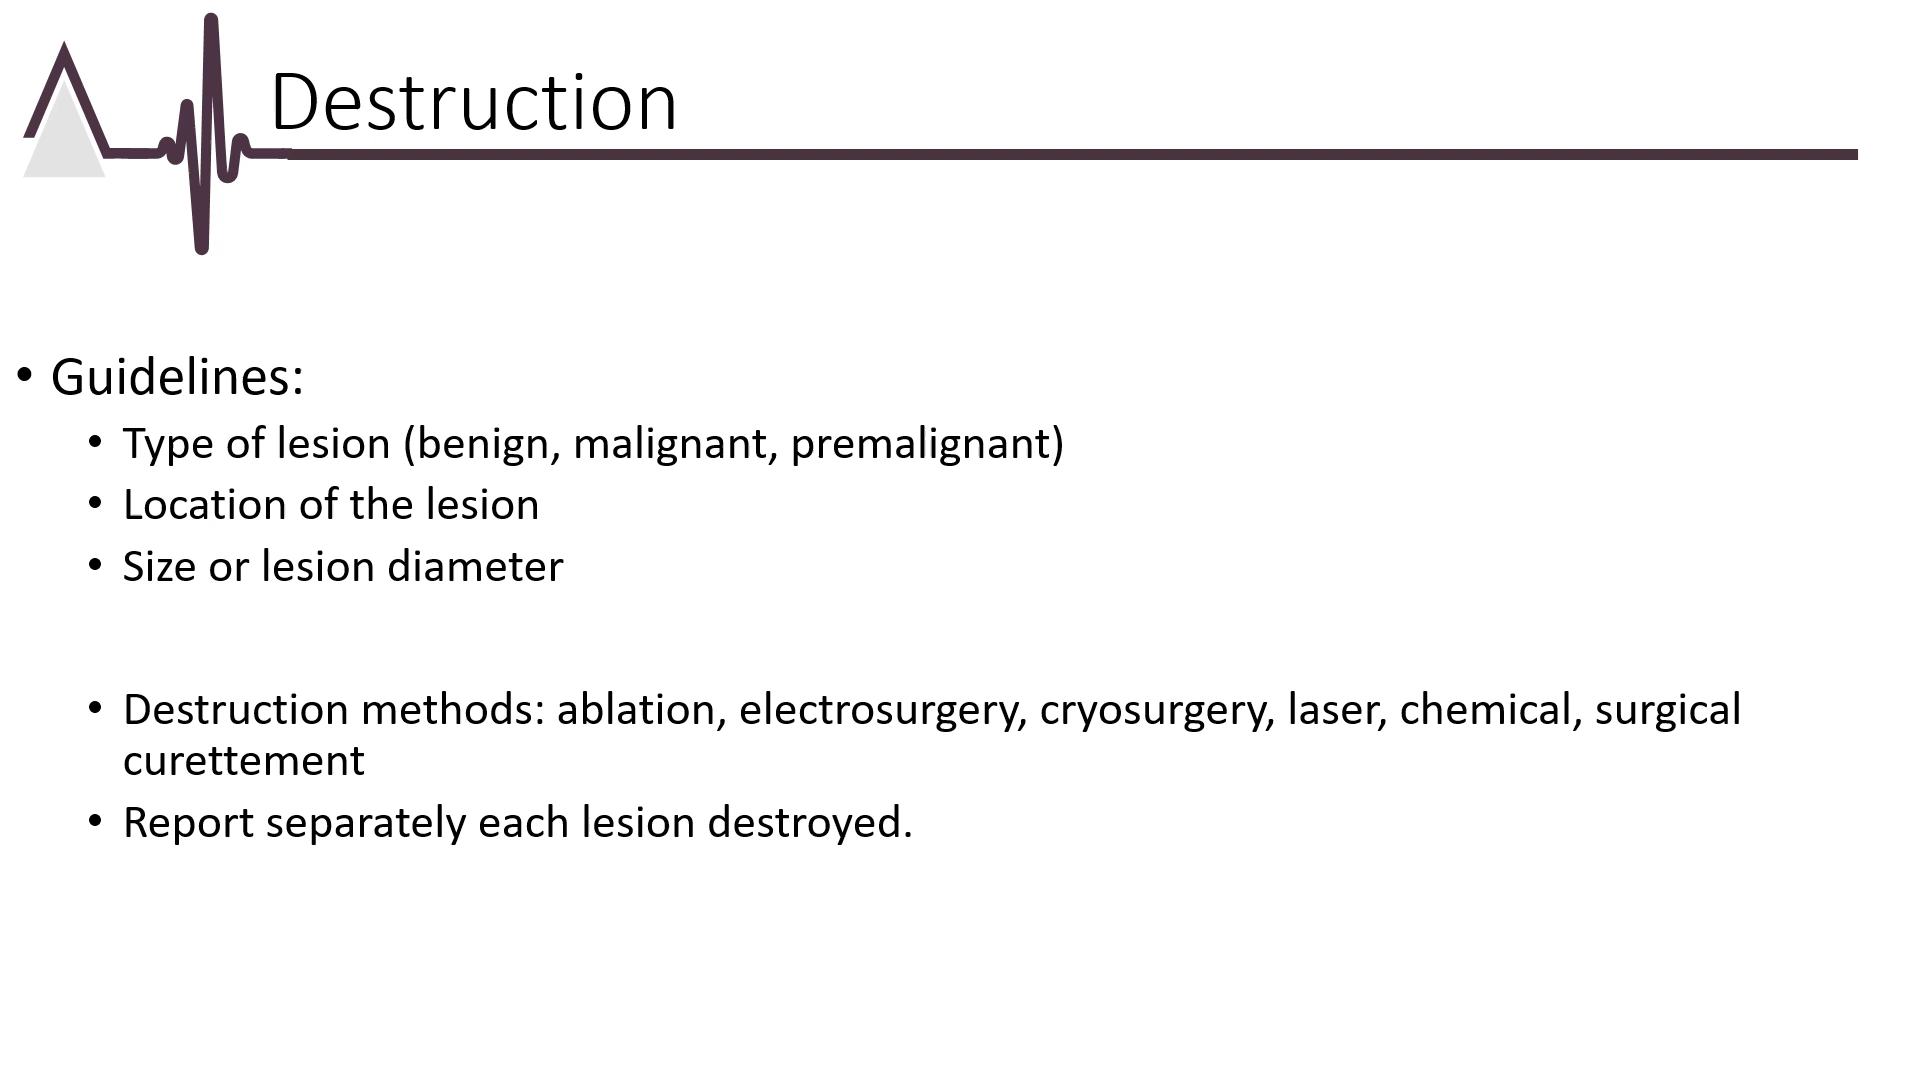 Destruction
• Guidelines:
• Type of lesion (benign, malignant, premalignant)
• Location of the lesion
• Size or lesion diameter
• Destruction methods: ablation, electrosurgery, cryosurgery, laser, chemical, surgical
curettement
• Report separately each lesion destroyed.